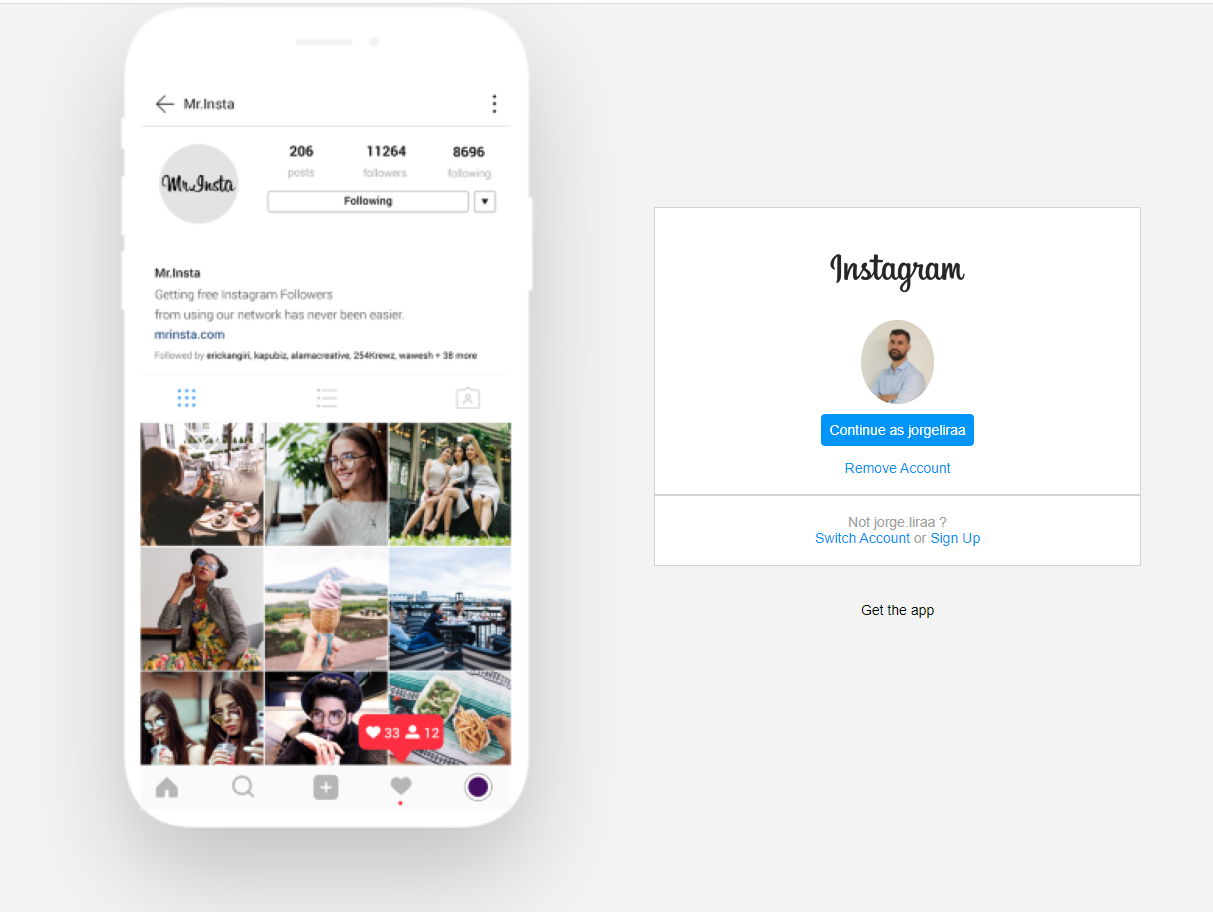 Mr.Insta
206 11264 8696
posts followers following
Following
Mr.Insta
Mr.Insta
Getting free Instagram Followers
from using our network has never been easier.
mrinsta.com
Followed by erickangiri, kapubiz, alamacreative, 254Krewz, wawesh + 38 more
33 12
Instagram
Continue as jorgeliraa
Remove Account
Not jorge.liraa ?
Switch Account or Sign Up
Get the app